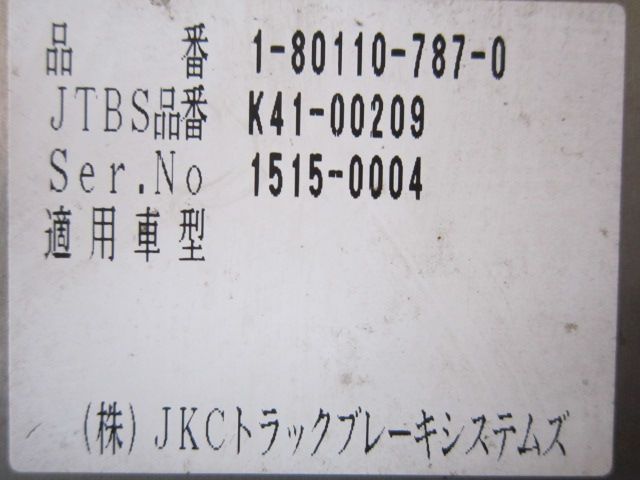 品番 1-80110-787-0
JTBS品番 K41-00209
Ser.No 1515-0004
適用車型
(株)JKCトラックブレーキシステムズ